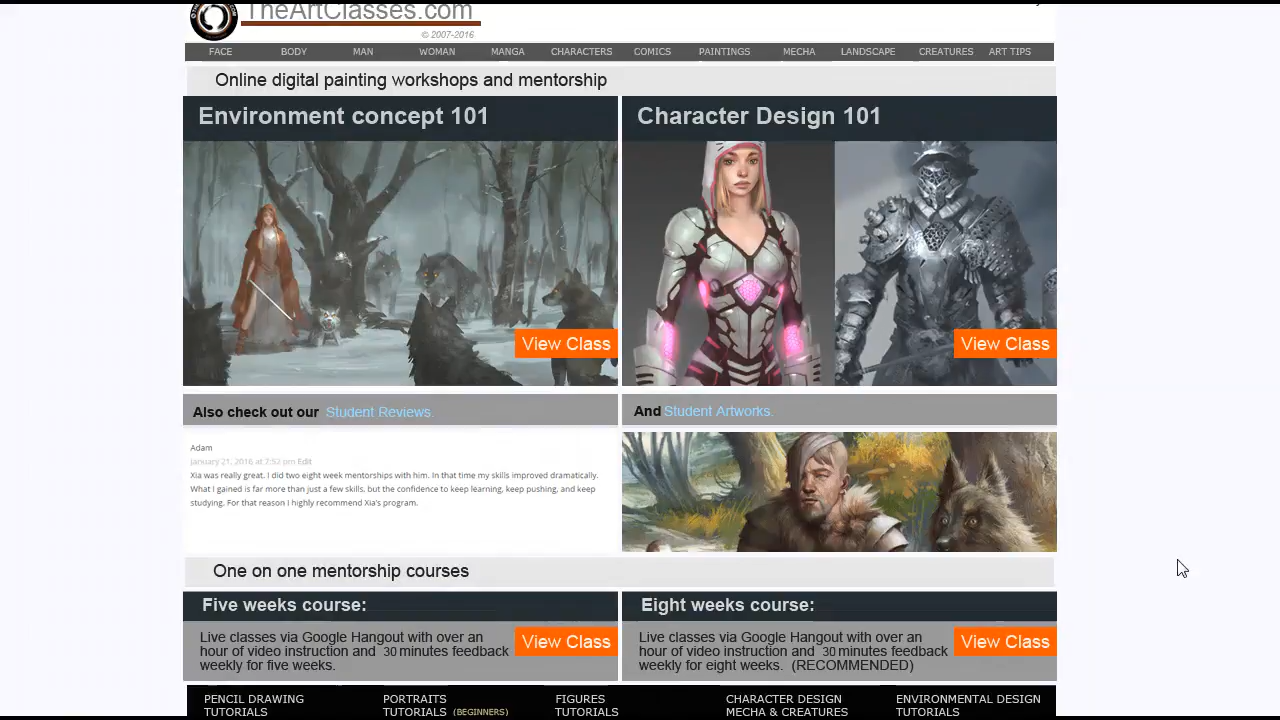 TheArtClasses.com
© 2007-2016
FACE BODY MAN WOMAN MANGA CHARACTERS COMICS PAINTINGS MECHA LANDSCAPE CREATURES ART TIPS
Online digital painting workshops and mentorship
Environment concept 101
View Class
Character Design 101
View Class
Also check out our Student Reviews.
And Student Artworks.
Adam
January 21, 2016 at 7:52 pm Edit
Xia was really great. I did two eight week mentorships with him. In that time my skills improved dramatically.
What I gained is far more than just a few skills, but the confidence to keep learning, keep pushing, and keep
studying. For that reason I highly recommend Xia's program.
One on one mentorship courses
Five weeks course:
Live classes via Google Hangout with over an
hour of video instruction and 30 minutes feedback
weekly for five weeks.
View Class
Eight weeks course:
Live classes via Google Hangout with over an
hour of video instruction and 30 minutes feedback
weekly for eight weeks. (RECOMMENDED)
View Class
PENCIL DRAWING
TUTORIALS
PORTRAITS
TUTORIALS (BEGINNERS)
FIGURES
TUTORIALS
CHARACTER DESIGN
MECHA & CREATURES
ENVIRONMENTAL DESIGN
TUTORIALS